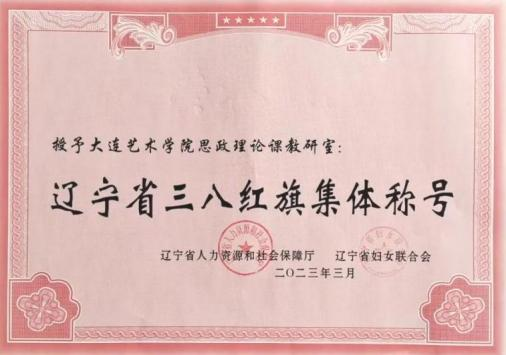 授予大连艺术学院思政理论课教研室：
辽宁省三八红旗集体称号
辽宁省人力资源和社会保障厅 辽宁省妇女联合会
二〇二三年三月